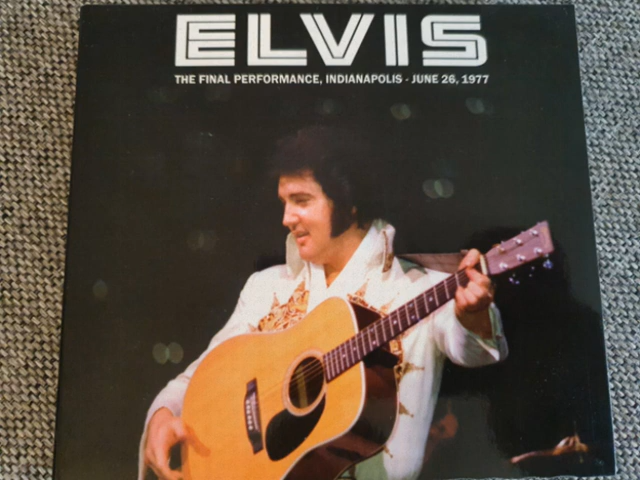 ELVIS
THE FINAL PERFORMANCE, INDIANAPOLIS - JUNE 26, 1977